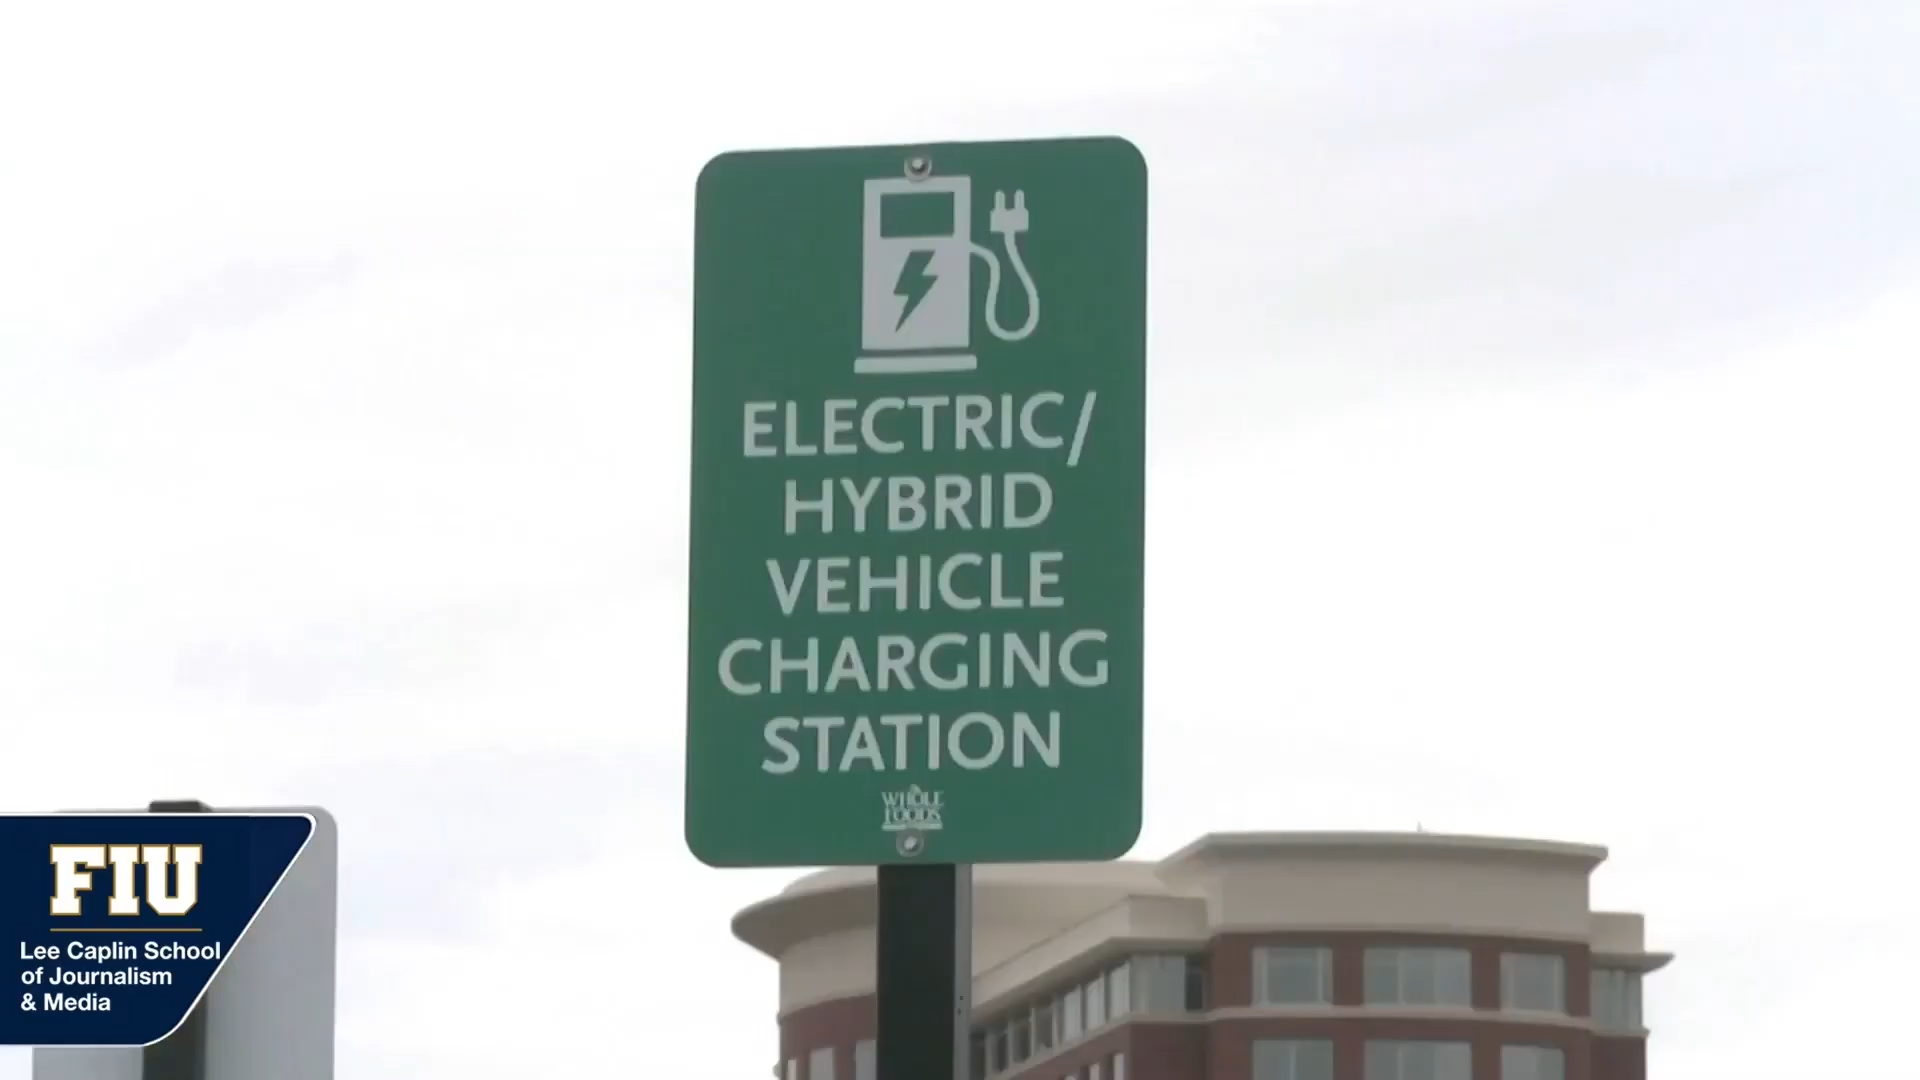 ELECTRIC/
HYBRID
VEHICLE
CHARGING
STATION
WHOLE
FOODS
FIU
Lee Caplin School
of Journalism
& Media